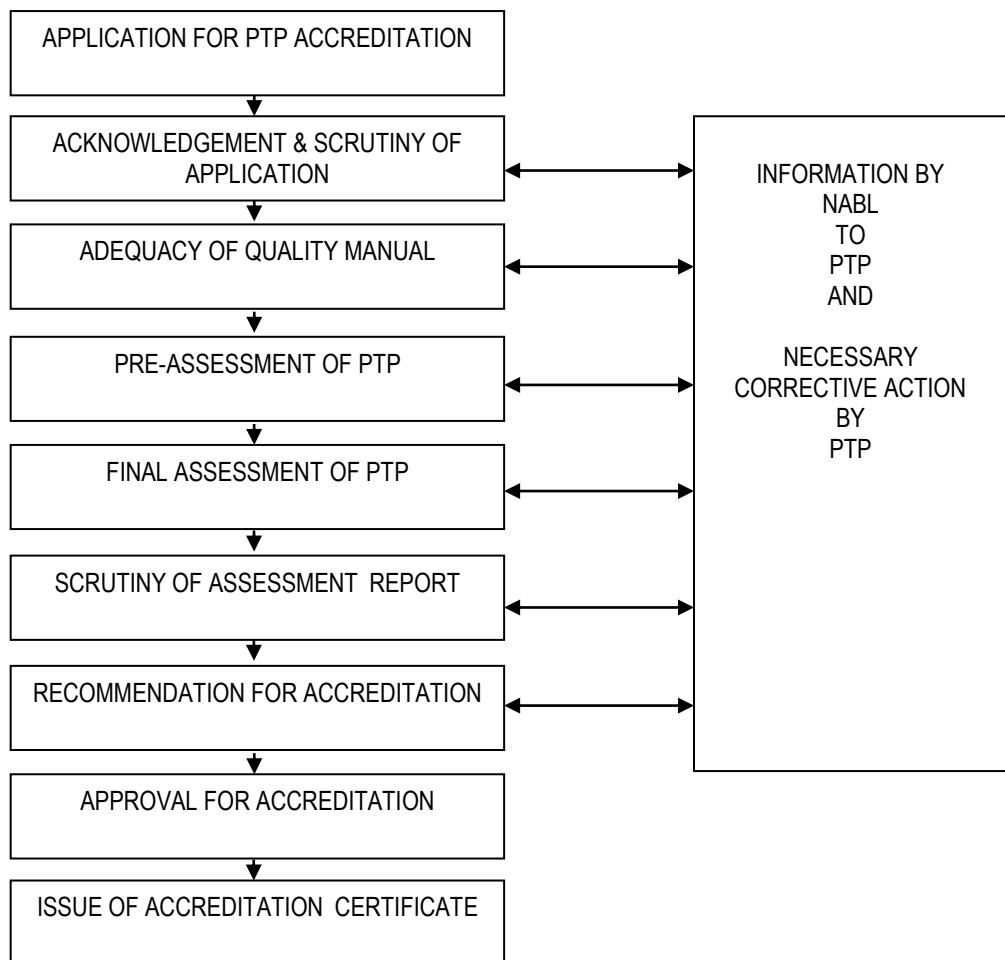 APPLICATION FOR PTP ACCREDITATION
ACKNOWLEDGEMENT & SCRUTINY OF
APPLICATION
ADEQUACY OF QUALITY MANUAL
PRE-ASSESSMENT OF PTP
FINAL ASSESSMENT OF PTP
SCRUTINY OF ASSESSMENT REPORT
RECOMMENDATION FOR ACCREDITATION
APPROVAL FOR ACCREDITATION
ISSUE OF ACCREDITATION CERTIFICATE
INFORMATION BY
NABL
TO
PTP
AND
NECESSARY
CORRECTIVE ACTION
BY
PTP